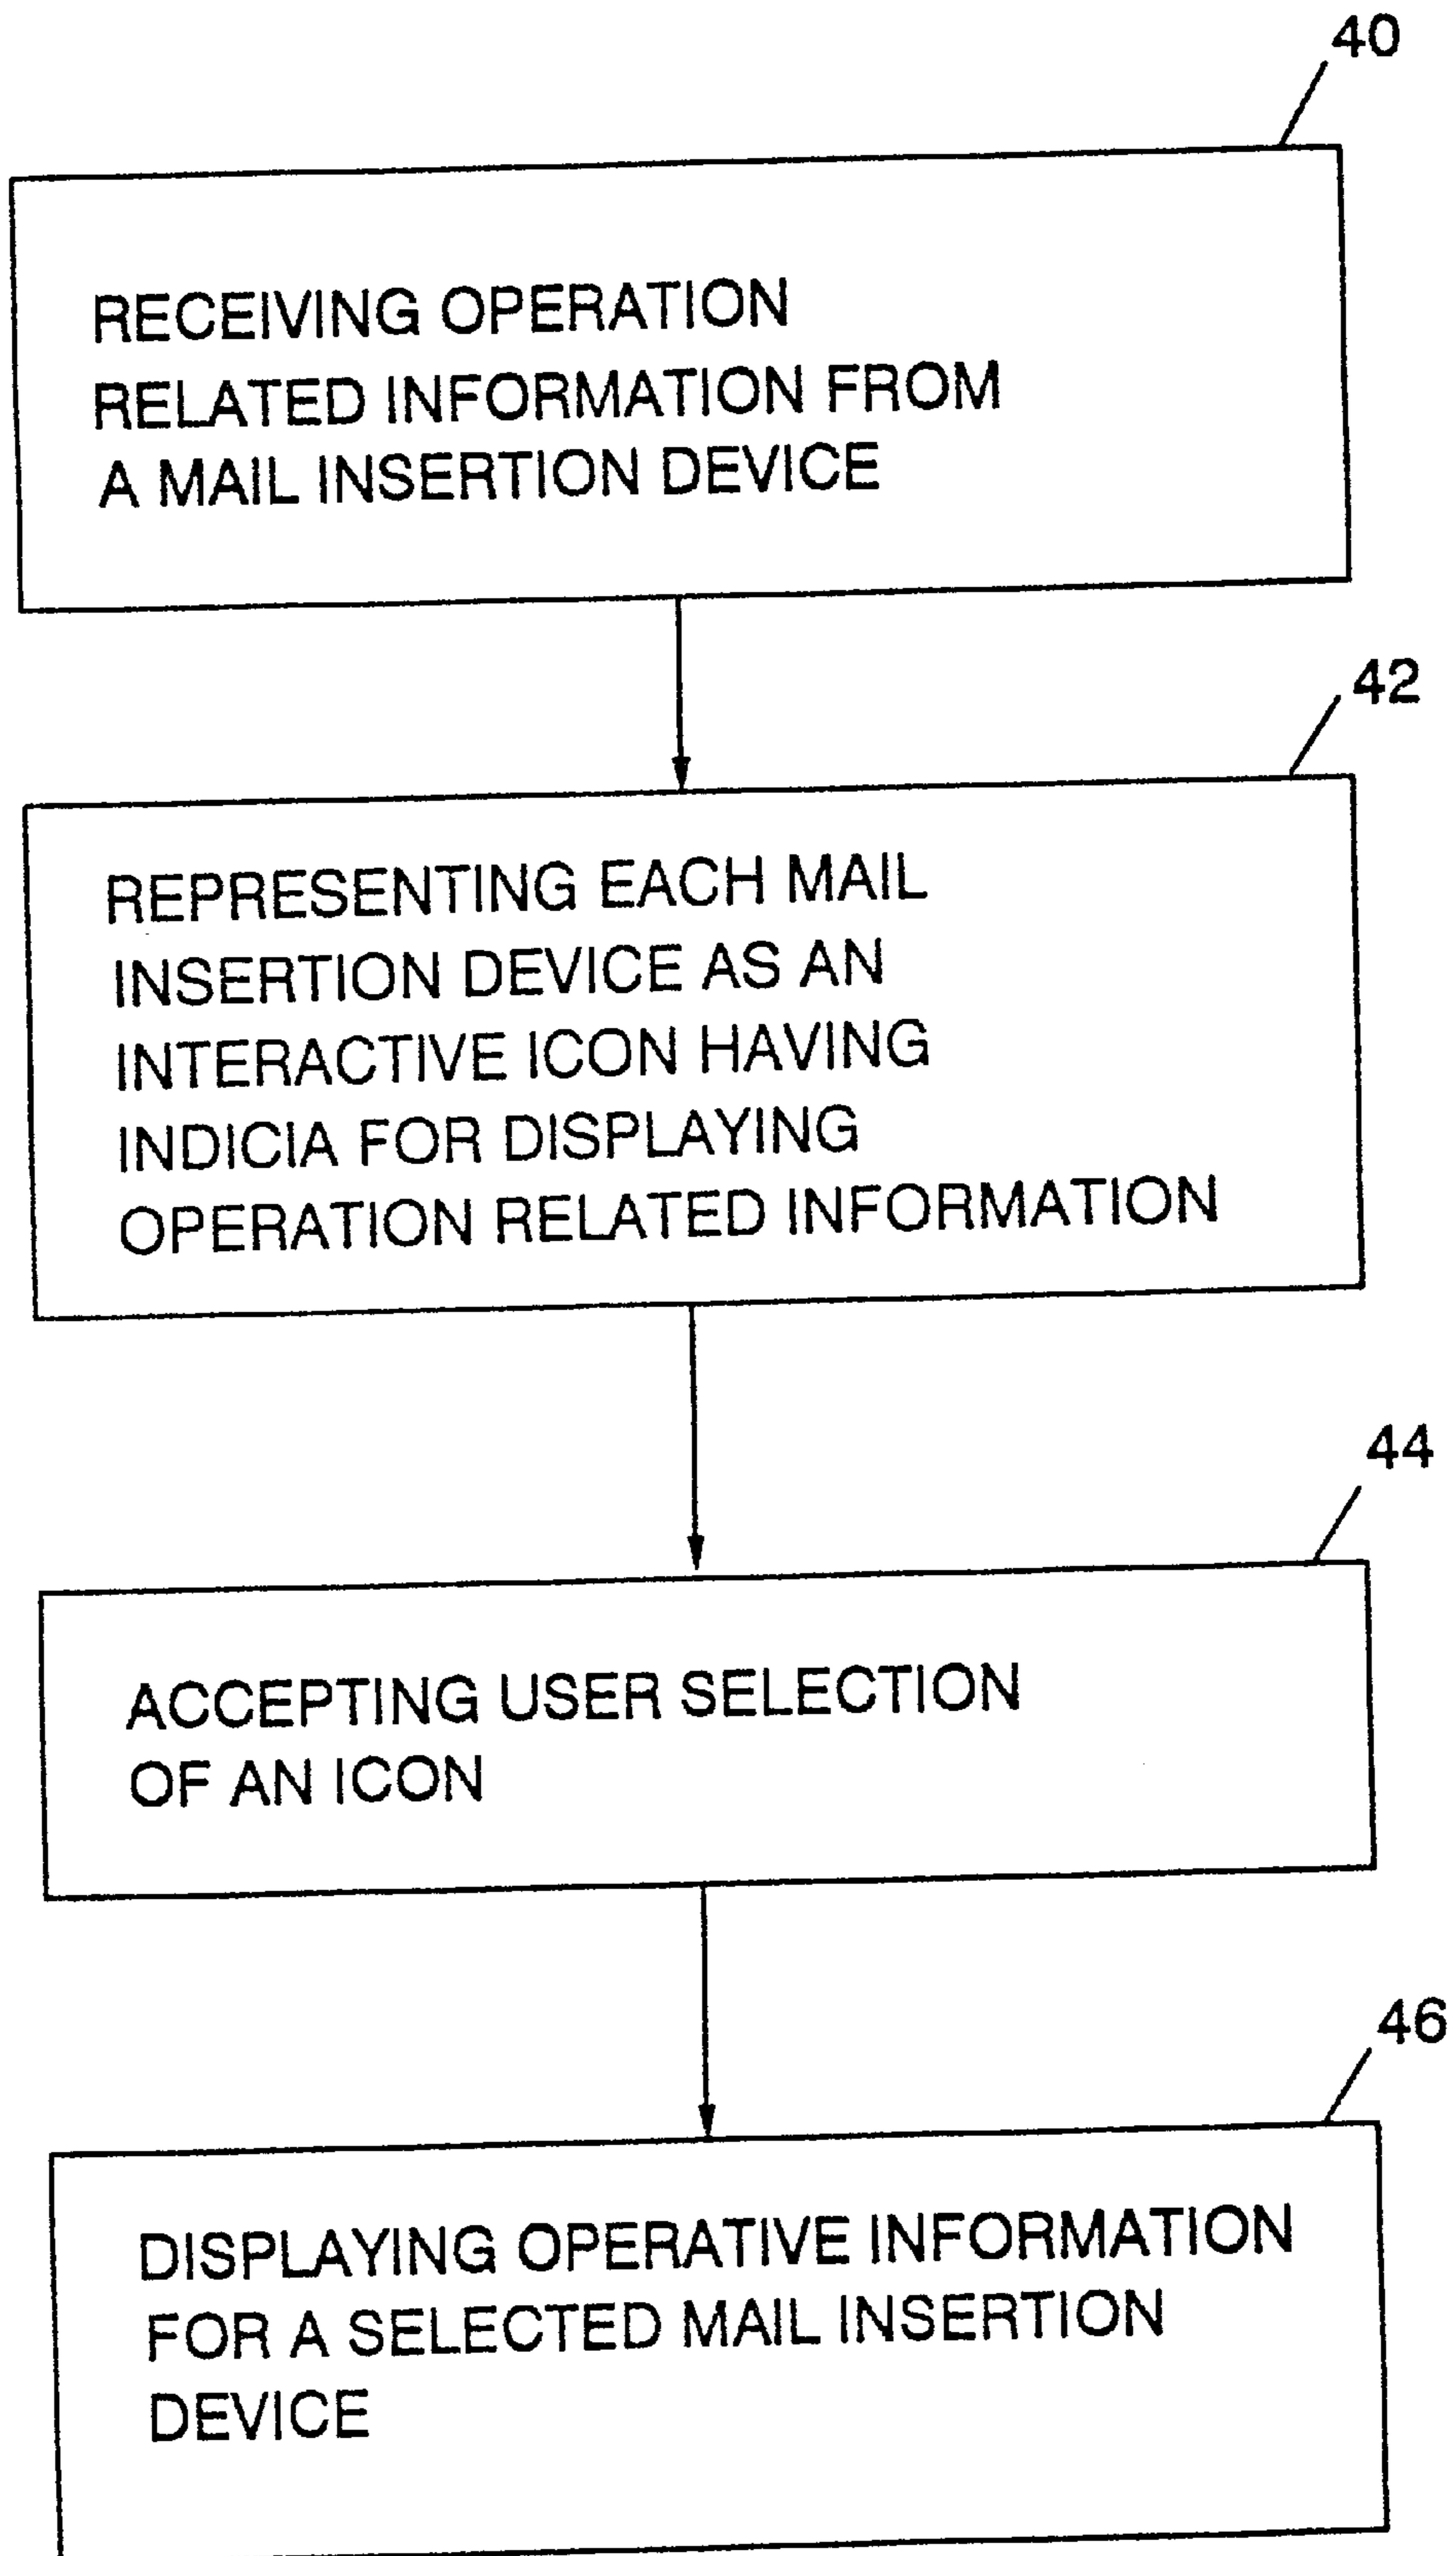 40
RECEIVING OPERATION
RELATED INFORMATION FROM
A MAIL INSERTION DEVICE
42
REPRESENTING EACH MAIL
INSERTION DEVICE AS AN
INTERACTIVE ICON HAVING
INDICIA FOR DISPLAYING
OPERATION RELATED INFORMATION
44
ACCEPTING USER SELECTION
OF AN ICON
46
DISPLAYING OPERATIVE INFORMATION
FOR A SELECTED MAIL INSERTION
DEVICE